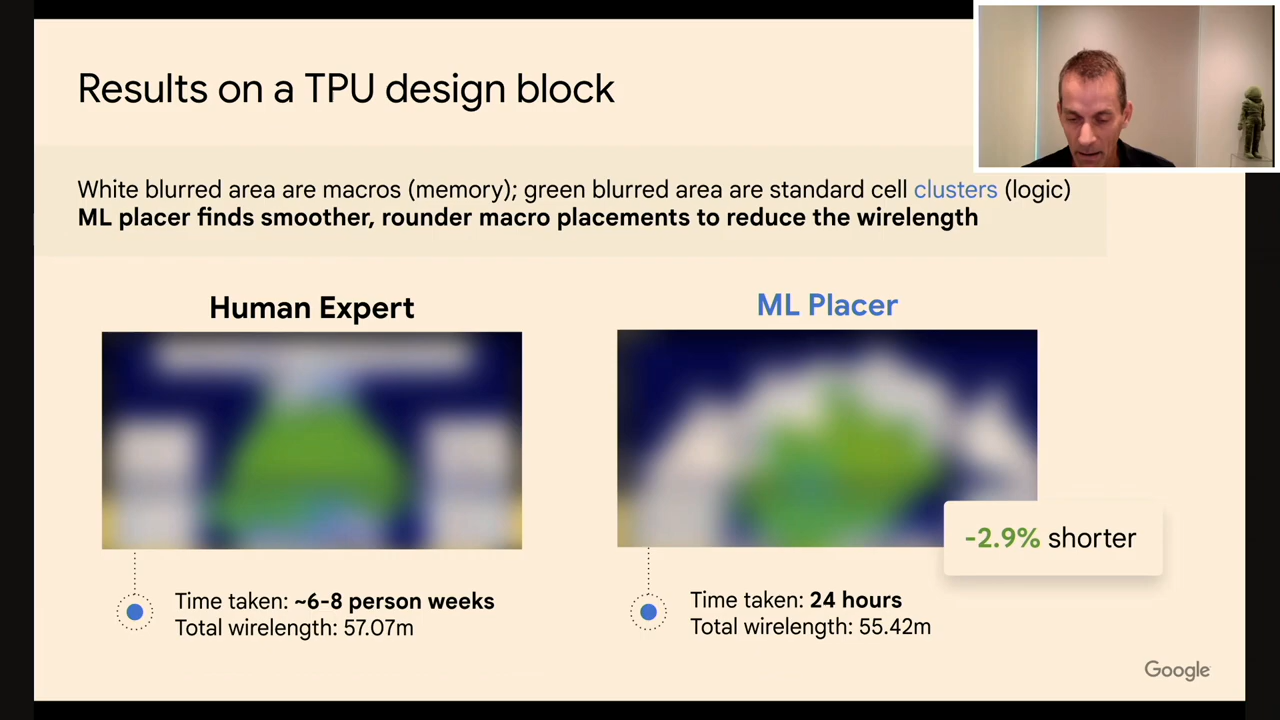 Results on a TPU design block
White blurred area are macros (memory); green blurred area are standard cell clusters (logic)
ML placer finds smoother, rounder macro placements to reduce the wirelength
Human Expert
ML Placer
-2.9% shorter
Time taken: ~6-8 person weeks
Total wirelength: 57.07m
Time taken: 24 hours
Total wirelength: 55.42m
Google